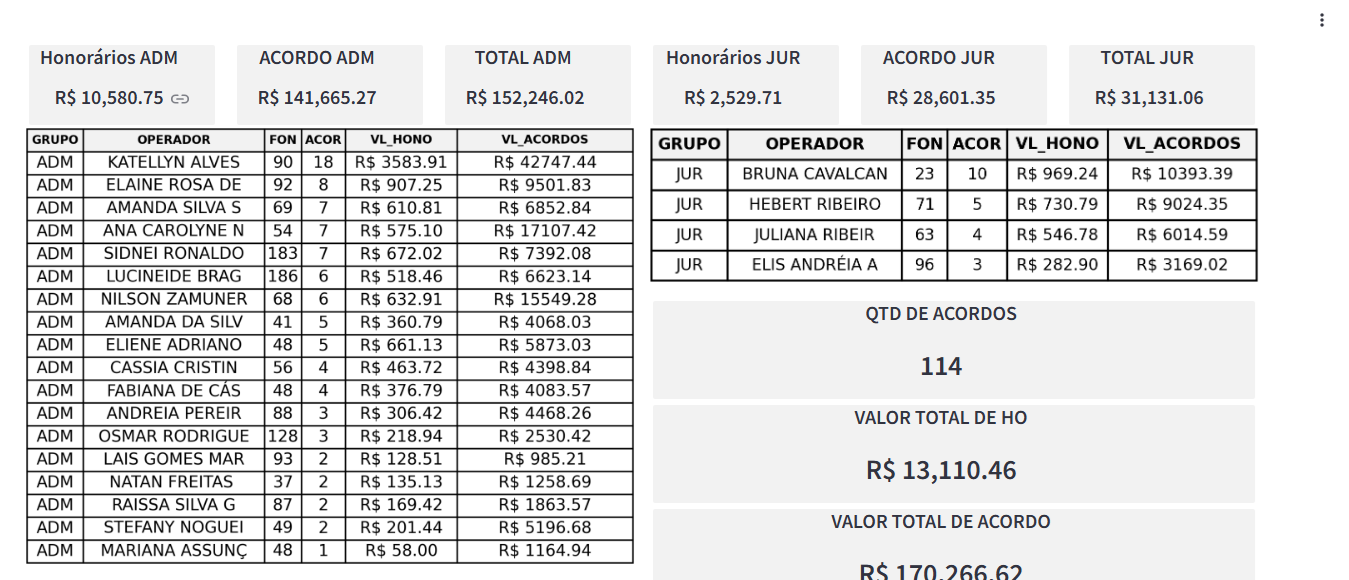 Honorários ADM
R$ 10,580.75
ACORDO ADM
R$ 141,665.27
TOTAL ADM
R$ 152,246.02
Honorários JUR
R$ 2,529.71
ACORDO JUR
R$ 28,601.35
TOTAL JUR
R$ 31,131.06
GRUPO OPERADOR FON ACOR VL_HONO VL_ACORDOS
ADM KATELLYN ALVES 90 18 R$ 3583.91 R$ 42747.44
ADM ELAINE ROSA DE 92 8 R$ 907.25 R$ 9501.83
ADM AMANDA SILVA S 69 7 R$ 610.81 R$ 6852.84
ADM ANA CAROLYNE N 54 7 R$ 575.10 R$ 17107.42
ADM SIDNEI RONALDO 183 7 R$ 672.02 R$ 7392.08
ADM LUCINEIDE BRAG 186 6 R$ 518.46 R$ 6623.14
ADM NILSON ZAMUNER 68 6 R$ 632.91 R$ 15549.28
ADM AMANDA DA SILV 41 5 R$ 360.79 R$ 4068.03
ADM ELIENE ADRIANO 48 5 R$ 661.13 R$ 5873.03
ADM CASSIA CRISTIN 56 4 R$ 463.72 R$ 4398.84
ADM FABIANA DE CÁS 48 4 R$ 376.79 R$ 4083.57
ADM ANDREIA PEREIR 88 3 R$ 306.42 R$ 4468.26
ADM OSMAR RODRIGUE 128 3 R$ 218.94 R$ 2530.42
ADM LAIS GOMES MAR 93 2 R$ 128.51 R$ 985.21
ADM NATAN FREITAS 37 2 R$ 135.13 R$ 1258.69
ADM RAISSA SILVA G 87 2 R$ 169.42 R$ 1863.57
ADM STEFANY NOGUEI 49 2 R$ 201.44 R$ 5196.68
ADM MARIANA ASSUNÇ 48 1 R$ 58.00 R$ 1164.94
GRUPO OPERADOR FON ACOR VL_HONO VL_ACORDOS
JUR BRUNA CAVALCAN 23 10 R$ 969.24 R$ 10393.39
JUR HEBERT RIBEIRO 71 5 R$ 730.79 R$ 9024.35
JUR JULIANA RIBEIR 63 4 R$ 546.78 R$ 6014.59
JUR ELIS ANDRÉIA A 96 3 R$ 282.90 R$ 3169.02
QTD DE ACORDOS
114
VALOR TOTAL DE HO
R$ 13,110.46
VALOR TOTAL DE ACORDO
R$ 170,266.62